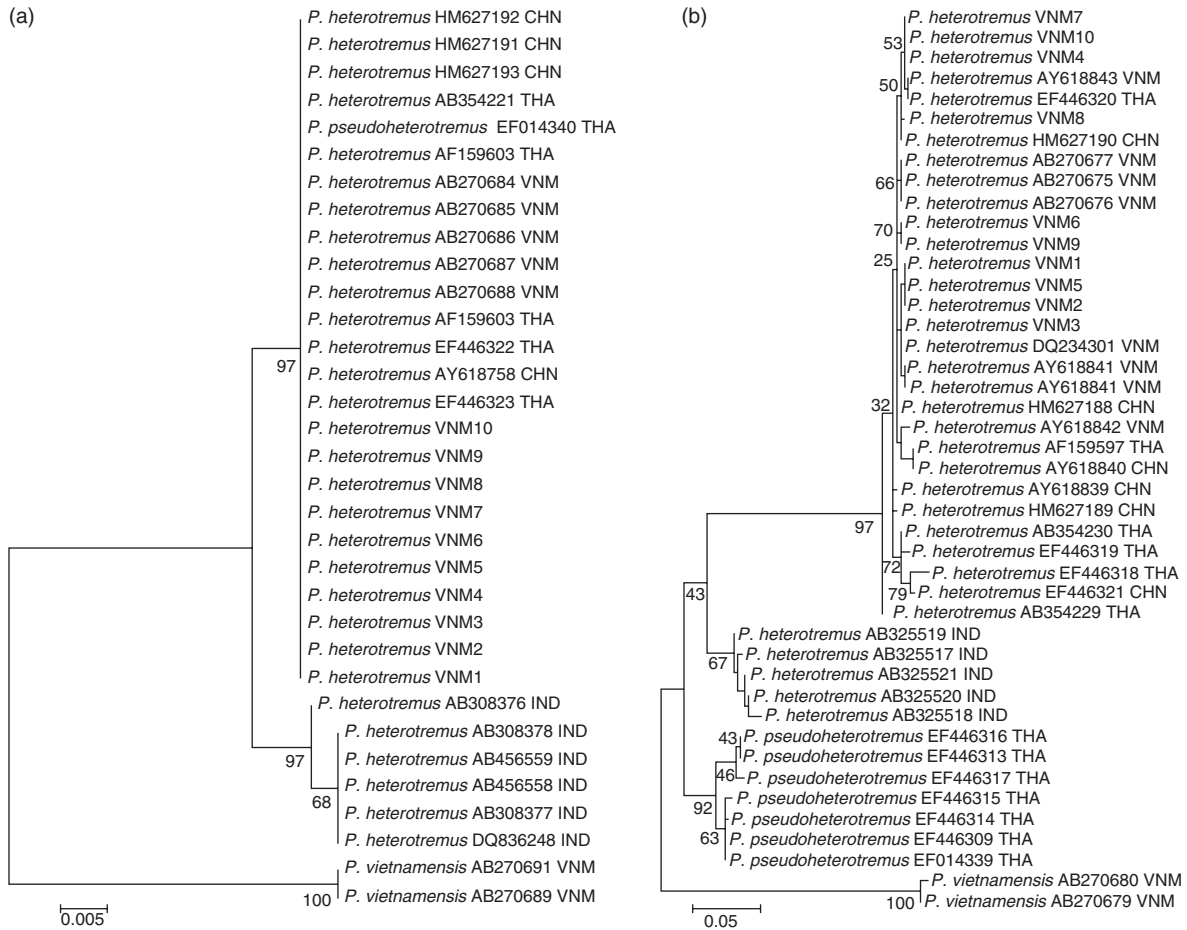 (a)
P. heterotremus HM627192 CHN
P. heterotremus HM627191 CHN
P. heterotremus HM627193 CHN
P. heterotremus AB354221 THA
P. pseudoheterotremus EF014340 THA
P. heterotremus AF159603 THA
P. heterotremus AB270684 VNM
P. heterotremus AB270685 VNM
P. heterotremus AB270686 VNM
P. heterotremus AB270687 VNM
P. heterotremus AB270688 VNM
P. heterotremus AF159603 THA
P. heterotremus EF446322 THA
97
P. heterotremus AY618758 CHN
P. heterotremus EF446323 THA
P. heterotremus VNM10
P. heterotremus VNM9
P. heterotremus VNM8
P. heterotremus VNM7
P. heterotremus VNM6
P. heterotremus VNM5
P. heterotremus VNM4
P. heterotremus VNM3
P. heterotremus VNM2
P. heterotremus VNM1
P. heterotremus AB308376 IND
P. heterotremus AB308378 IND
97
P. heterotremus AB456559 IND
P. heterotremus AB456558 IND
68
P. heterotremus AB308377 IND
P. heterotremus DQ836248 IND
P. vietnamensis AB270691 VNM
100
P. vietnamensis AB270689 VNM
0.005
(b)
P. heterotremus VNM7
53
P. heterotremus VNM10
P. heterotremus VNM4
50
P. heterotremus AY618843 VNM
P. heterotremus EF446320 THA
P. heterotremus VNM8
P. heterotremus HM627190 CHN
P. heterotremus AB270677 VNM
66
P. heterotremus AB270675 VNM
P. heterotremus AB270676 VNM
P. heterotremus VNM6
70
P. heterotremus VNM9
25
P. heterotremus VNM1
P. heterotremus VNM5
P. heterotremus VNM2
P. heterotremus VNM3
P. heterotremus DQ234301 VNM
P. heterotremus AY618841 VNM
P. heterotremus AY618841 VNM
32
P. heterotremus HM627188 CHN
P. heterotremus AY618842 VNM
P. heterotremus AF159597 THA
P. heterotremus AY618840 CHN
P. heterotremus AY618839 CHN
P. heterotremus HM627189 CHN
97
P. heterotremus AB354230 THA
P. heterotremus EF446319 THA
72
P. heterotremus EF446318 THA
79
P. heterotremus EF446321 CHN
43
P. heterotremus AB354229 THA
P. heterotremus AB325519 IND
P. heterotremus AB325517 IND
67
P. heterotremus AB325521 IND
P. heterotremus AB325520 IND
P. heterotremus AB325518 IND
43
P. pseudoheterotremus EF446316 THA
P. pseudoheterotremus EF446313 THA
46
P. pseudoheterotremus EF446317 THA
92
P. pseudoheterotremus EF446315 THA
P. pseudoheterotremus EF446314 THA
63
P. pseudoheterotremus EF446309 THA
P. pseudoheterotremus EF014339 THA
P. vietnamensis AB270680 VNM
100
P. vietnamensis AB270679 VNM
0.05